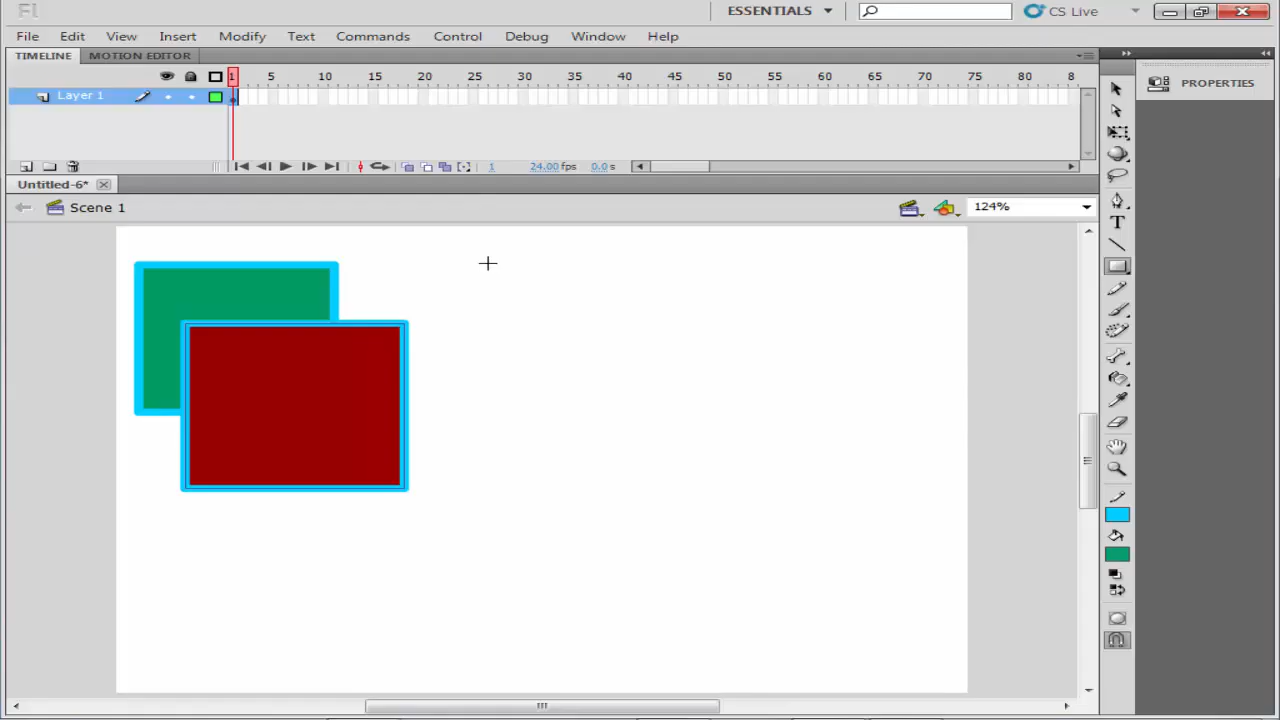 Fl ESSENTIALS CS Live
File Edit View Insert Modify Text Commands Control Debug Window Help
TIMELINE MOTION EDITOR
PROPERTIES
1 5 10 15 20 25 30 35 40 45 50 55 60 65 70 75 80 8
Layer 1
1 24.00 fps 0.0 s
Untitled-6*
Scene 1 124%
T